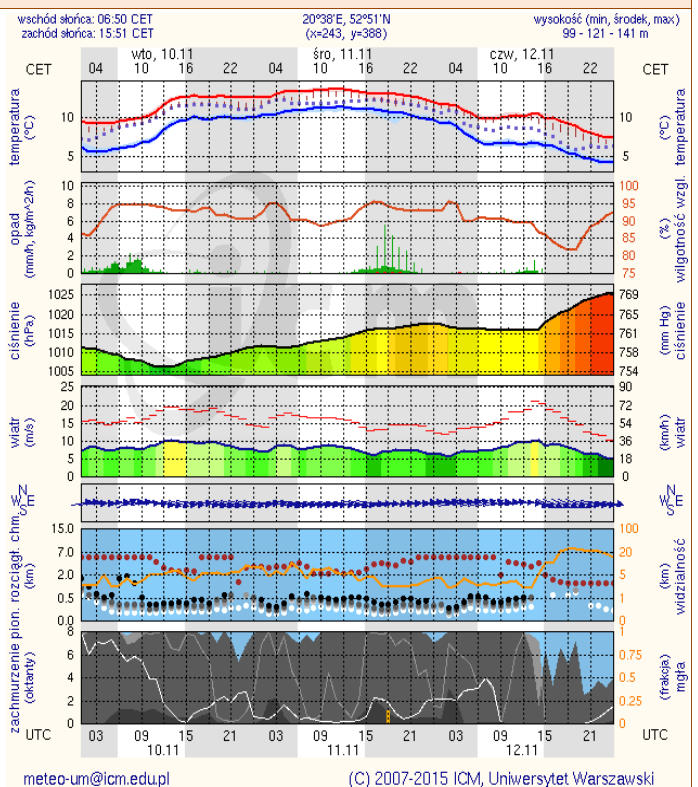 wschód słońca: 06:50 CET 20°38'E, 52°51'N wysokość (min, środek, max)
zachód słońca: 15:51 CET (x=243, y=388) 99 - 121 - 141 m
wto, 10.11 śro, 11.11 czw, 12.11
CET 04 10 16 22 04 10 16 22 04 10 16 22 CET
temperatura
(°C)
10
5
10
5
temperatura
(°C)
opad
(mm/h, kg/m^2/h)
10
8
6
4
2
0
100
95
90
85
80
75
(%)
wilgotność wzgl.
ciśnienie
(hPa)
1025
1020
1015
1010
1005
769
765
761
758
754
(mm Hg)
ciśnienie
wiatr
(m/s)
25
20
15
10
5
0
90
72
54
36
18
0
(km/h)
wiatr
N
W E
S
N
W E
S
pion. rozciągł. chm.
(km)
15.0
7.0
2.0
0.5
0.0
100
20
5
1
0
(km)
widzialność
zachmurzenie
(oktanty)
8
6
4
2
0
1
0.75
0.5
0.25
0
(frakcja)
mgła
UTC 03 09 15 21 03 09 15 21 03 09 15 21 UTC
10.11 11.11 12.11
meteo-um@icm.edu.pl (C) 2007-2015 ICM, Uniwersytet Warszawski